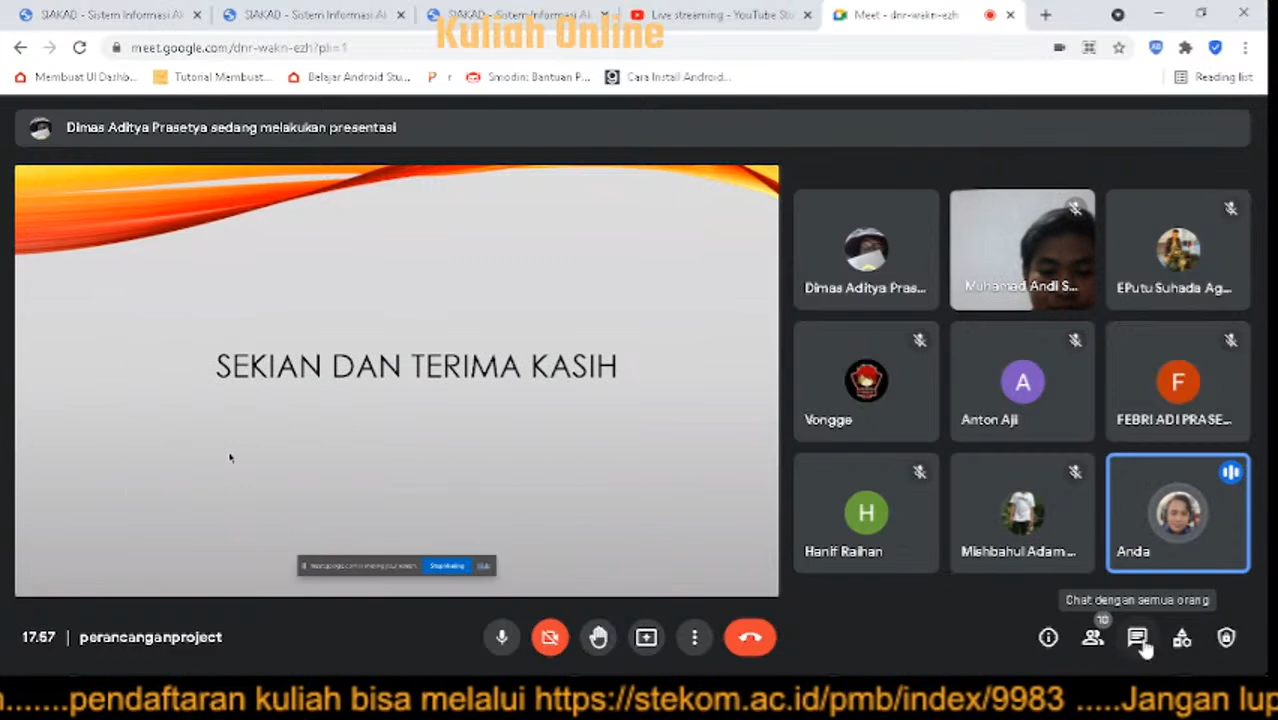 SIAKAD - Sistem Informasi Al
SIAKAD - Sistem Informasi Al
SIAKAD - Sistem Informasi Al
Live streaming - YouTube Stu
Meet - dnr-wakn-ezh
Kuliah Online
meet.google.com/dnr-wakn-ezh?pli=1
Membuat UI Dashb...
Tutorial Membuat...
Belajar Android Stu...
r
Smodin: Bantuan P...
Cara Install Android...
Reading list
Dimas Aditya Prasetya sedang melakukan presentasi
SEKIAN DAN TERIMA KASIH
Stop sharing
Dimas Aditya Pras...
Muhamad Andi S...
EPutu Suhada Ag...
Vongge
A
Anton Aji
F
FEBRI ADI PRASE...
H
Hanif Raihan
Mishbahul Adam ...
Anda
Chat dengan semua orang
10
17.57 | perancanganproject
.......pendaftaran kuliah bisa melalui https://stekom.ac.id/pmb/index/9983 .....Jangan lup